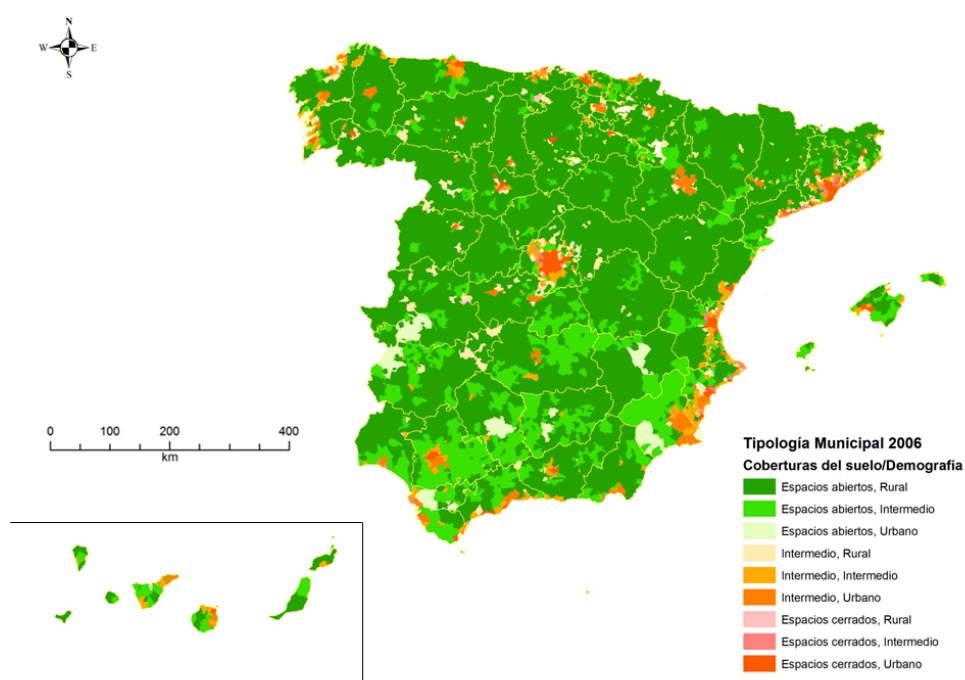 N
W E
S
0 100 200 400
km
Tipología Municipal 2006
Coberturas del suelo/Demografía
Espacios abiertos, Rural
Espacios abiertos, Intermedio
Espacios abiertos, Urbano
Intermedio, Rural
Intermedio, Intermedio
Intermedio, Urbano
Espacios cerrados, Rural
Espacios cerrados, Intermedio
Espacios cerrados, Urbano